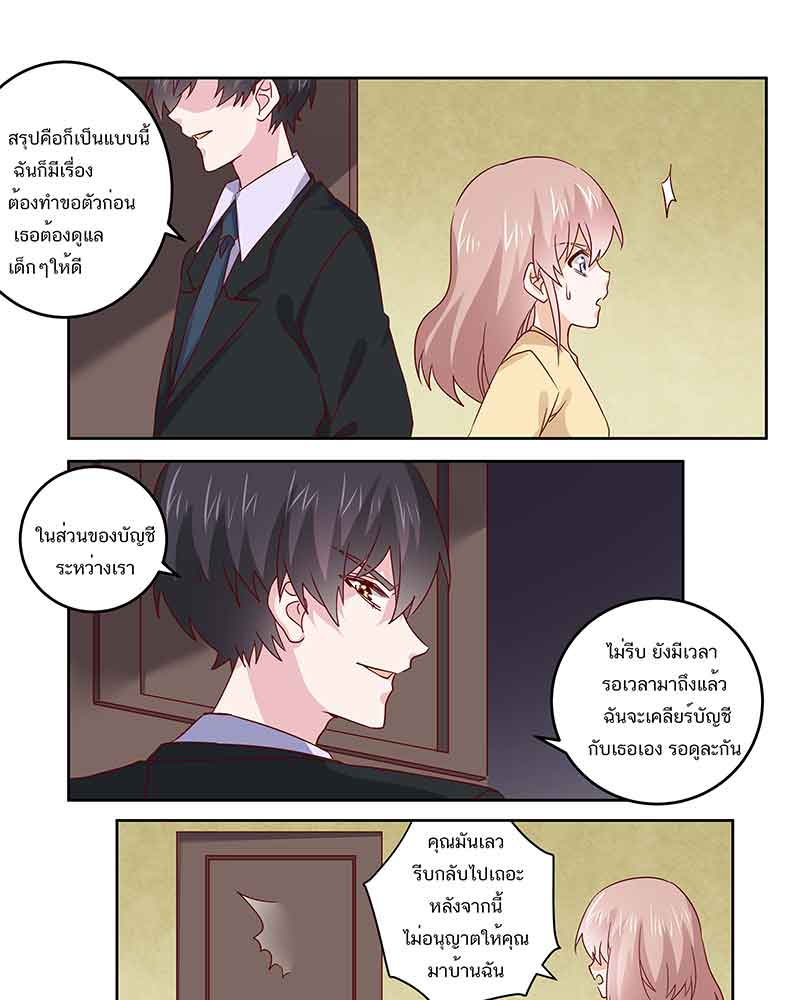 สรุปคือก็เป็นแบบนี้
ฉันก็มีเรื่อง
ต้องทำขอตัวก่อน
เธอต้องดูแล
เด็กๆให้ดี
ในส่วนของบัญชี
ระหว่างเรา
ไม่รีบ ยังมีเวลา
รอเวลามาถึงแล้ว
ฉันจะเคลียร์บัญชี
กับเธอเอง รอดูละกัน
คุณมันเลว
รีบกลับไปเถอะ
หลังจากนี้
ไม่อนุญาตให้คุณ
มาบ้านฉัน